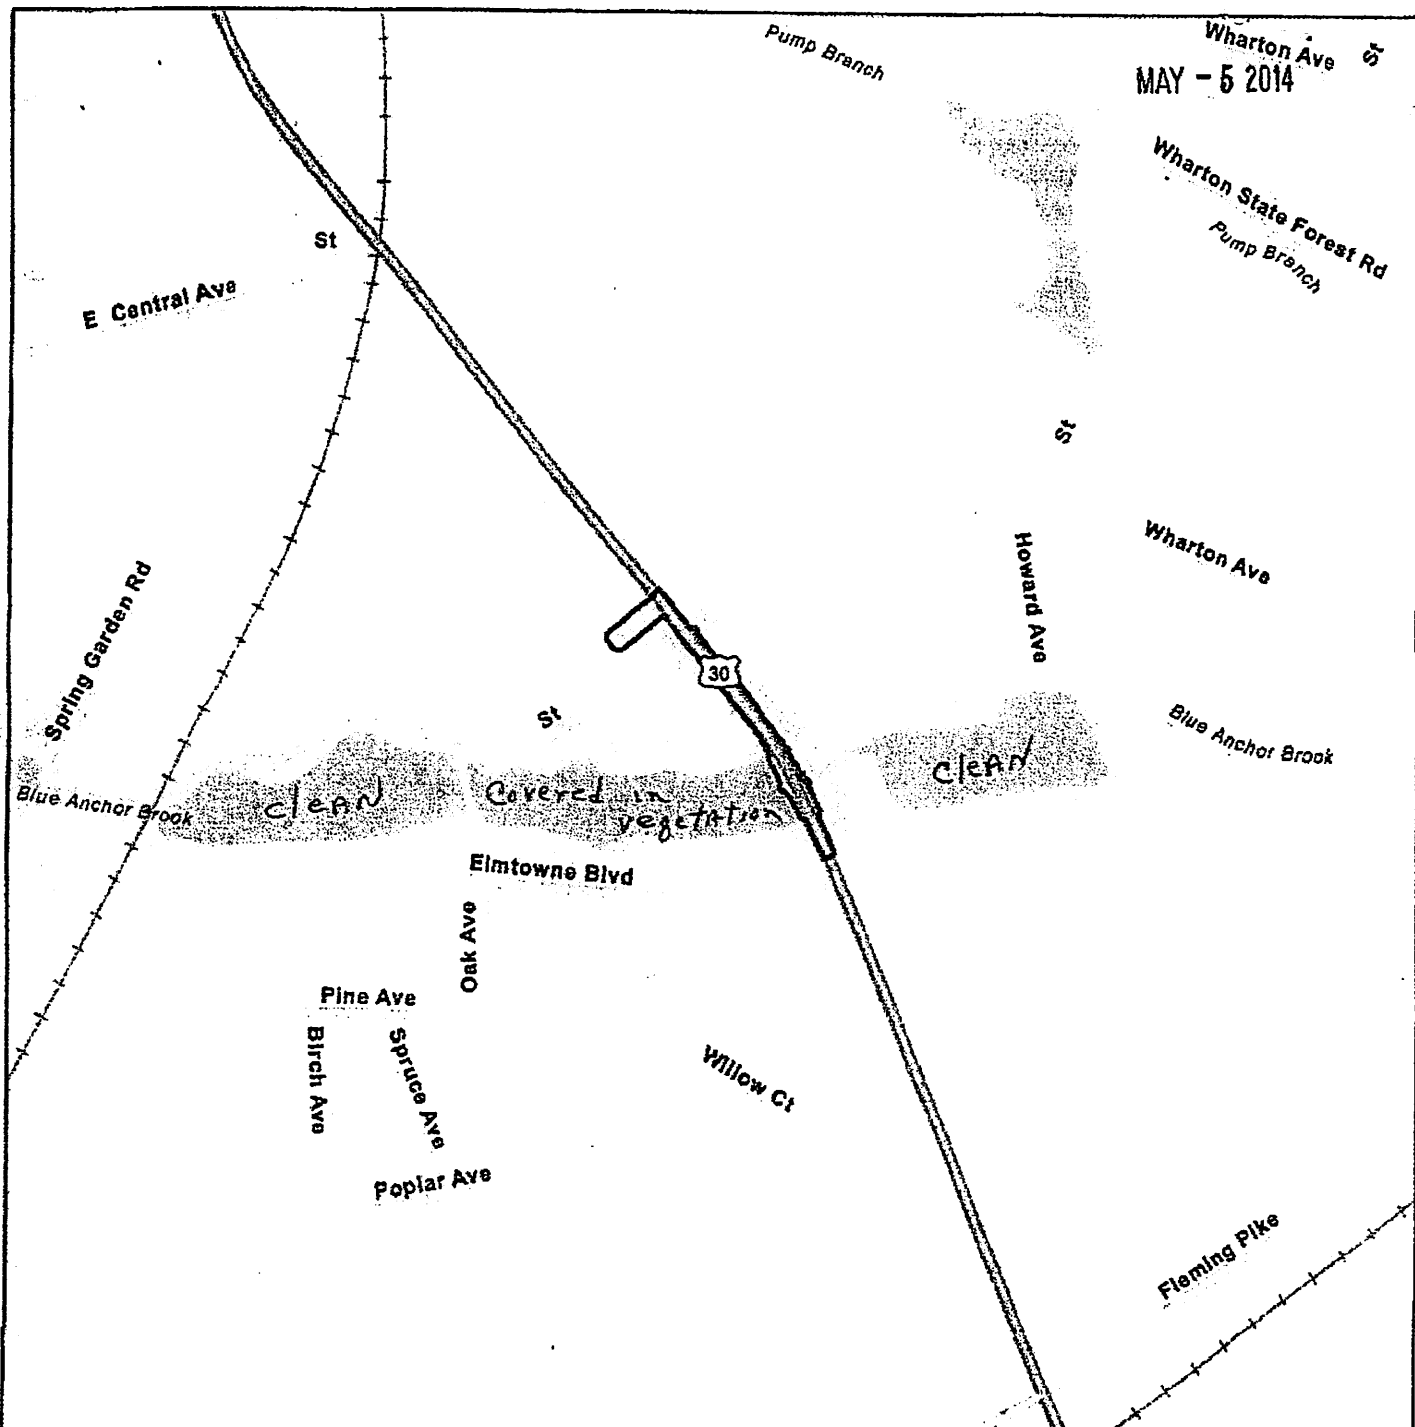 Pump Branch
Wharton Ave
St
MAY - 5 2014
Wharton State Forest Rd
Pump Branch
St
E Central Ave
St
Wharton Ave
Howard Ave
Spring Garden Rd
30
St
Blue Anchor Brook
Blue Anchor Brook
cleAN
Covered in
vegetAtion
cleAN
Elmtowne Blvd
Oak Ave
Pine Ave
Birch Ave
Spruce Ave
Willow Ct
Poplar Ave
Fleming Pike